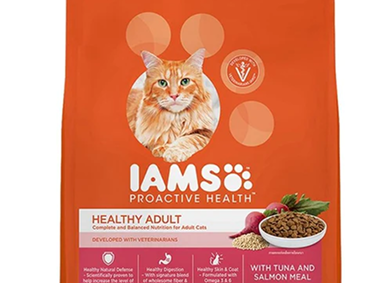 IAMS
PROACTIVE HEALTH™
HEALTHY ADULT
Complete and Balanced Nutrition for Adult Cats
DEVELOPED WITH VETERINARIANS
Healthy Natural Defense
- Scientifically proven to
help increase the level of
Healthy Digestion
- With signature blend
of wholesome fiber &
Healthy Skin & Coat
- Formulated with
Omega 3 & 6
WITH TUNA AND
SALMON MEAL